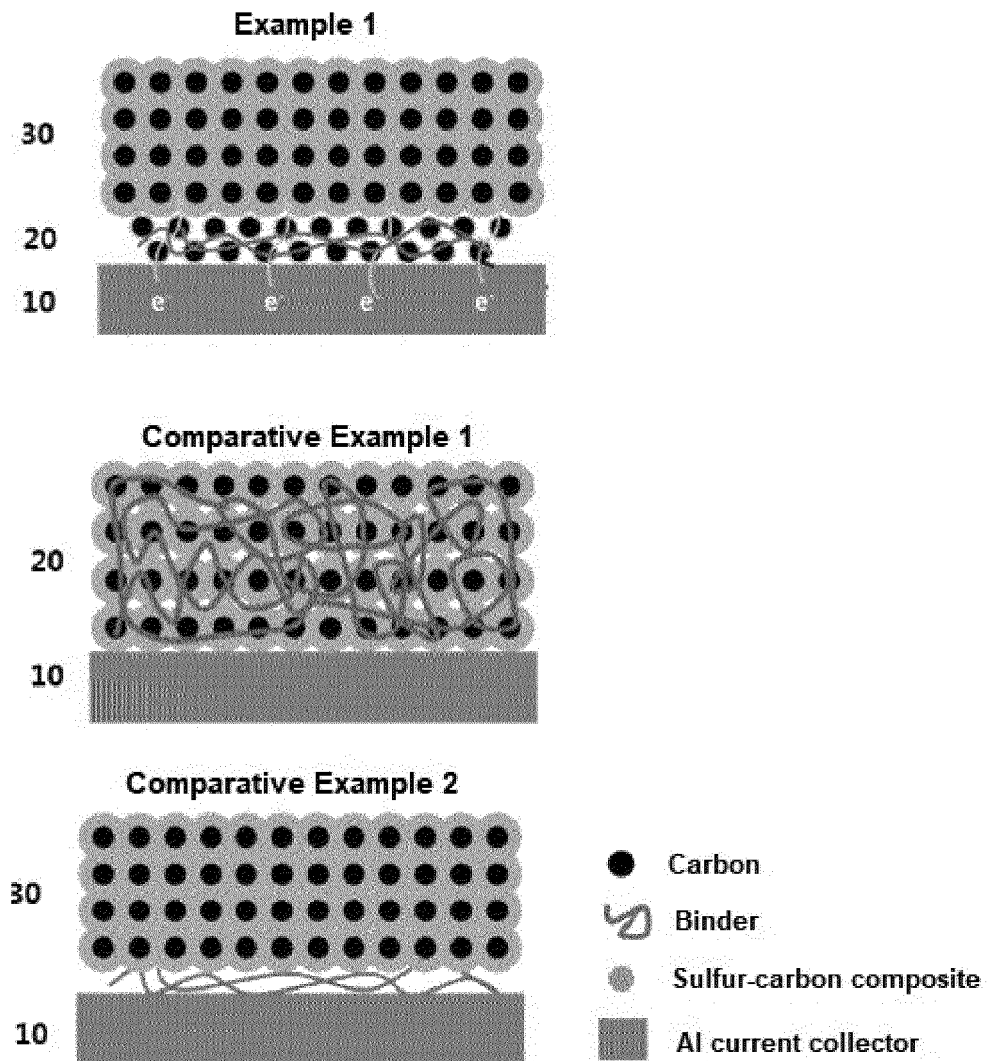 Example 1
30
20
10
e- e- e- e-
Comparative Example 1
20
10
Comparative Example 2
30
10
Carbon
Binder
Sulfur-carbon composite
Al current collector